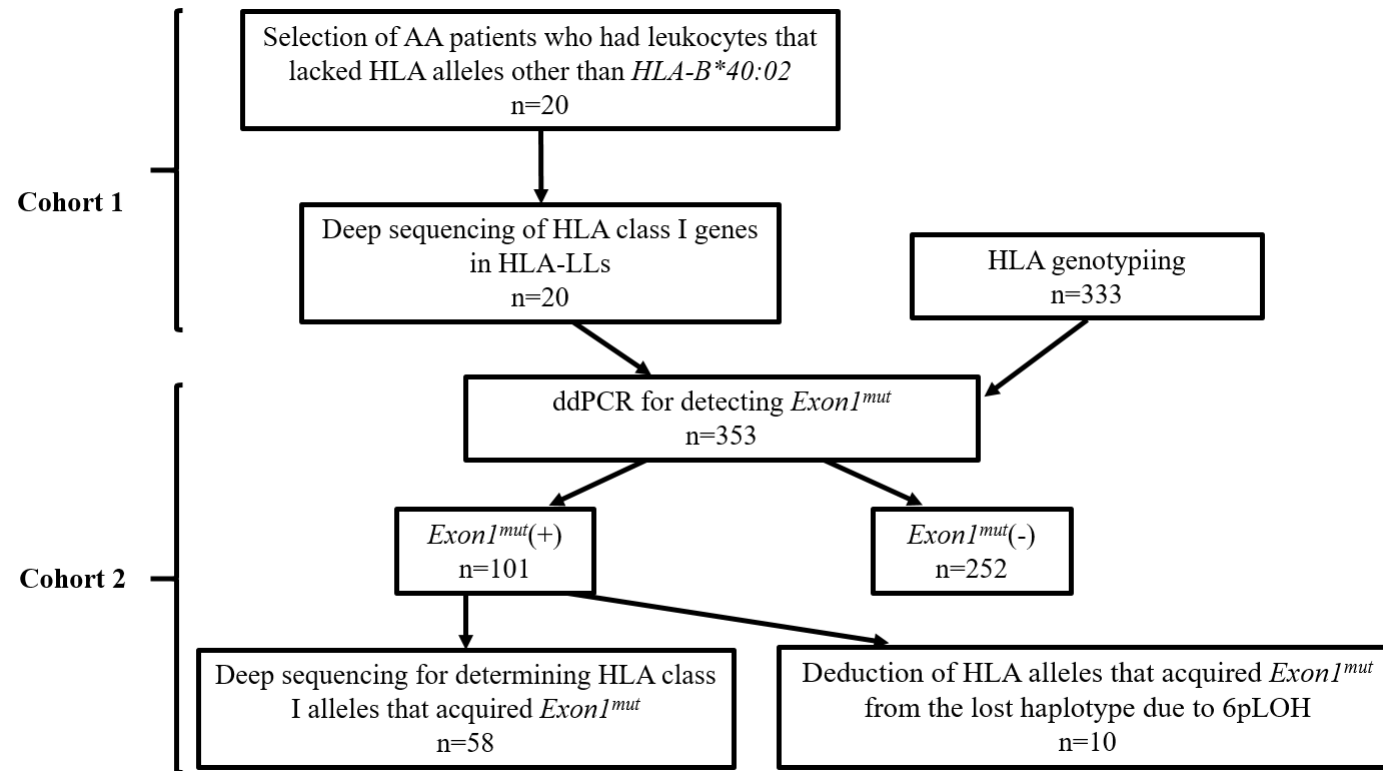 Selection of AA patients who had leukocytes that
lacked HLA alleles other than HLA-B*40:02
n=20
Cohort 1
Deep sequencing of HLA class I genes
in HLA-LLs
n=20
HLA genotypiing
n=333
ddPCR for detecting Exon1mut
n=353
Exon1mut(+)
n=101
Exon1mut(-)
n=252
Cohort 2
Deep sequencing for determining HLA class
I alleles that acquired Exon1mut
n=58
Deduction of HLA alleles that acquired Exon1mut
from the lost haplotype due to 6pLOH
n=10